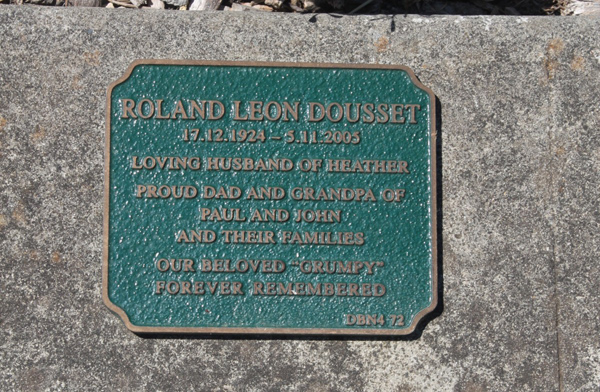 ROLAND LEON DOUSSET
17.12.1924 – 5.11.2005
LOVING HUSBAND OF HEATHER
PROUD DAD AND GRANDPA OF
PAUL AND JOHN
AND THEIR FAMILIES
OUR BELOVED "GRUMPY"
FOREVER REMEMBERED
DBN4 72